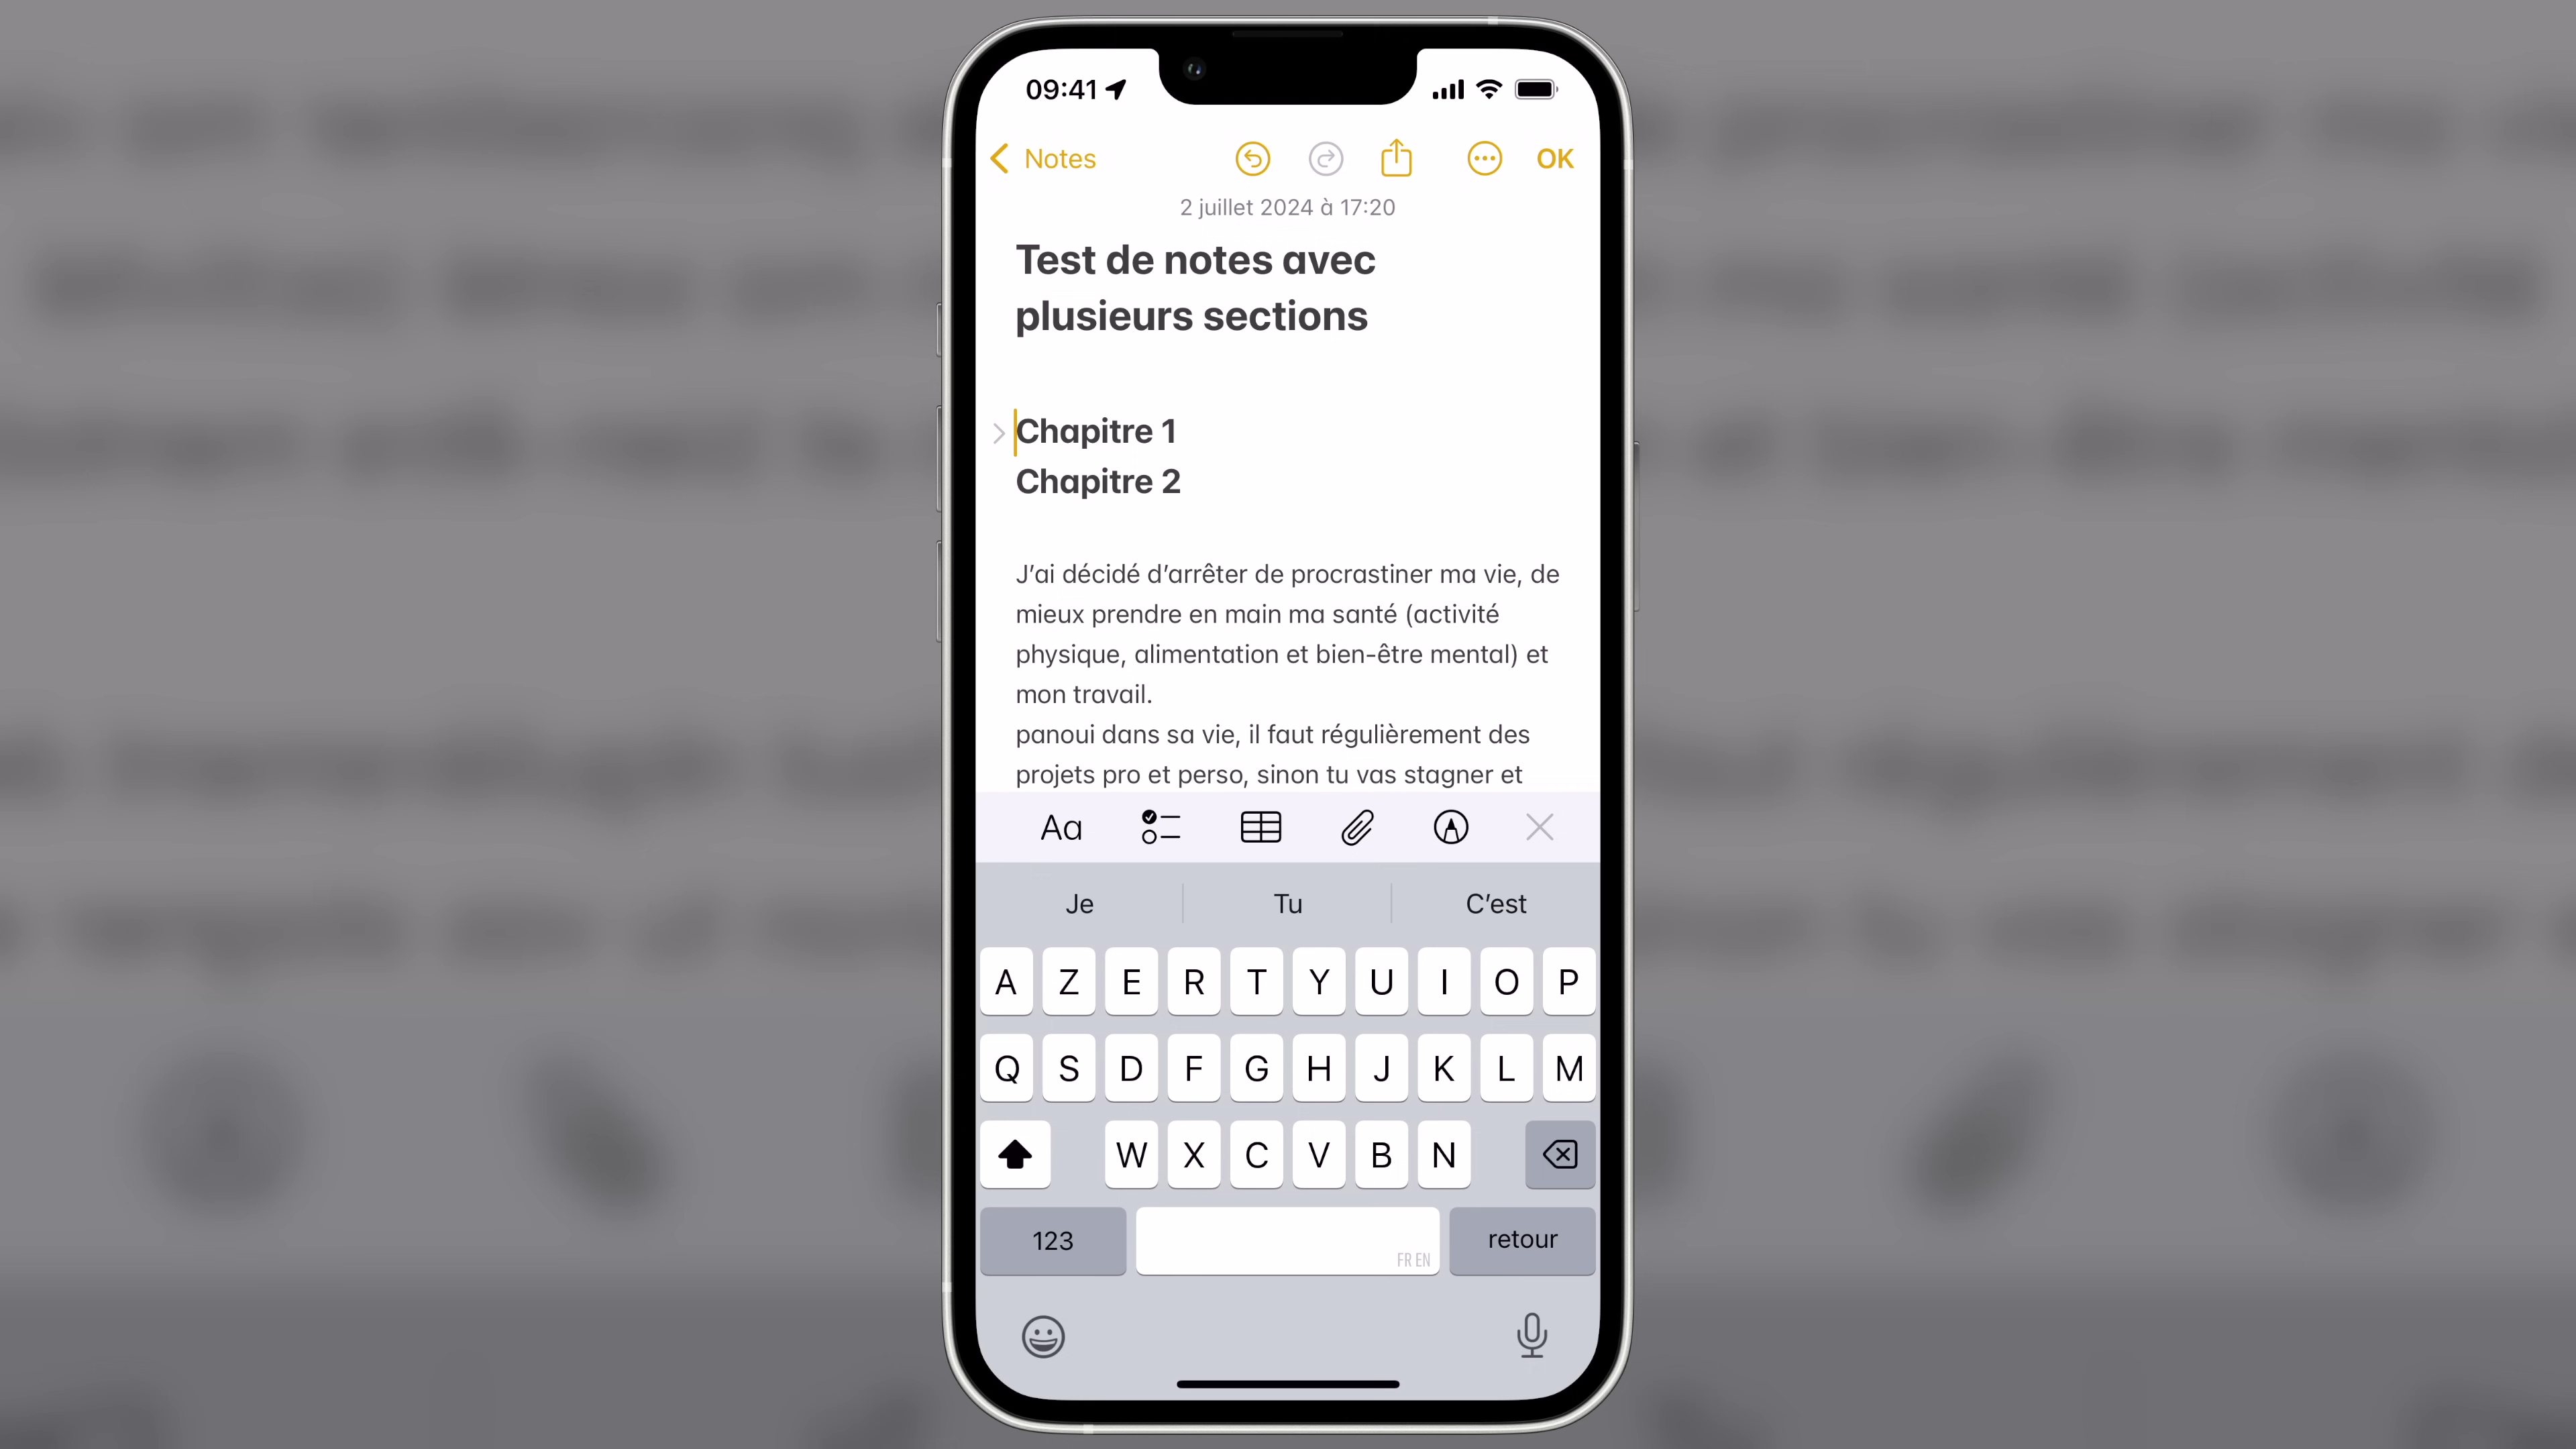 09:41
Notes
OK
2 juillet 2024 à 17:20
Test de notes avec
plusieurs sections
Chapitre 1
Chapitre 2
J’ai décidé d’arrêter de procrastiner ma vie, de
mieux prendre en main ma santé (activité
physique, alimentation et bien-être mental) et
mon travail.
panoui dans sa vie, il faut régulièrement des
projets pro et perso, sinon tu vas stagner et
Aa
Je Tu C’est
A Z E R T Y U I O P
Q S D F G H J K L M
W X C V B N
123 FR EN retour